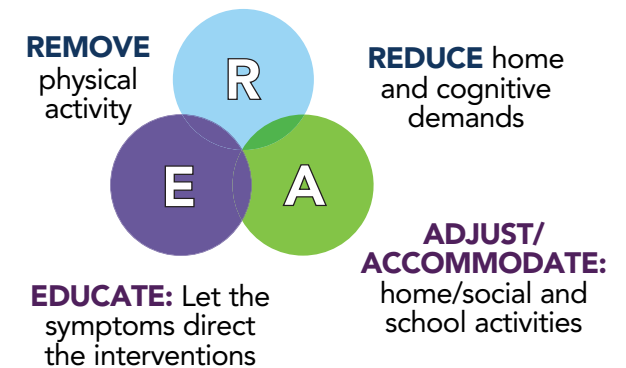 REMOVE
physical
activity
R
REDUCE home
and cognitive
demands
E
A
EDUCATE: Let the
symptoms direct
the interventions
ADJUST/
ACCOMMODATE:
home/social and
school activities